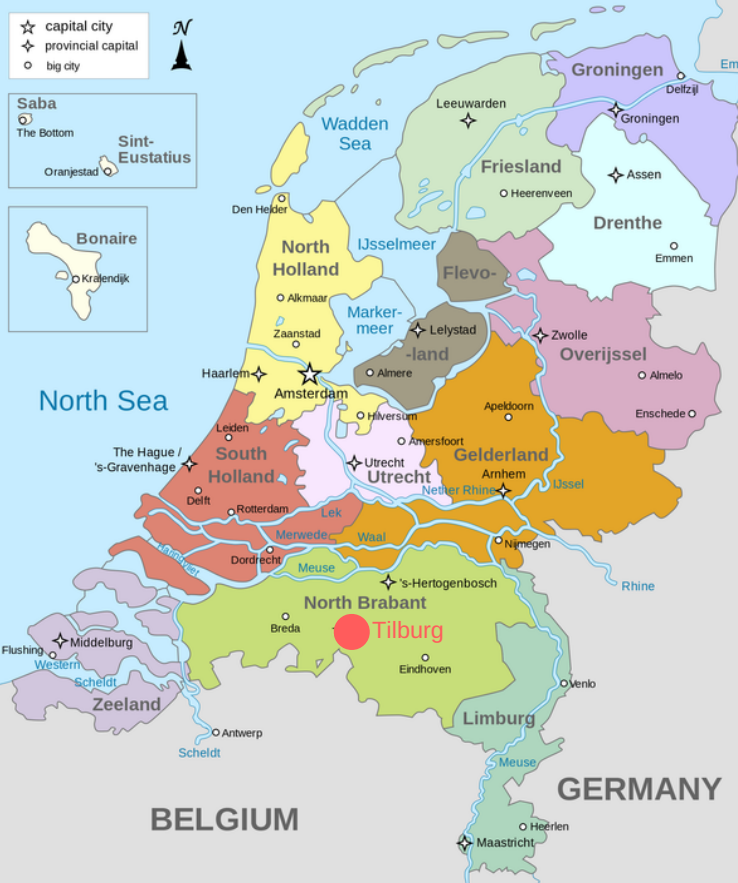 capital city
provincial capital
big city
N
Saba
The Bottom
Sint-
Eustatius
Oranjestad
Bonaire
Kralendijk
Wadden
Sea
Groningen
Delfzijl
Em
Groningen
Leeuwarden
Friesland
Heerenveen
Assen
Drenthe
Emmen
Den Helder
North
Holland
IJsselmeer
Flevo-
Alkmaar
Marker-
meer
Zaanstad
Lelystad
-land
Zwolle
Overijssel
Haarlem
Almere
Almelo
Amsterdam
North Sea
Hilversum
Apeldoorn
Enschede
Leiden
Amersfoort
The Hague /
's-Gravenhage
South
Holland
Utrecht
Utrecht
Gelderland
Arnhem
Nether Rhine
IJssel
Delft
Rotterdam
Lek
Merwede
Waal
Nijmegen
Haringvliet
Dordrecht
Meuse
Rhine
's-Hertogenbosch
North Brabant
Breda
Tilburg
Middelburg
Flushing
Western
Scheldt
Eindhoven
Zeeland
Venlo
Limburg
Antwerp
Scheldt
Meuse
GERMANY
BELGIUM
Heerlen
Maastricht